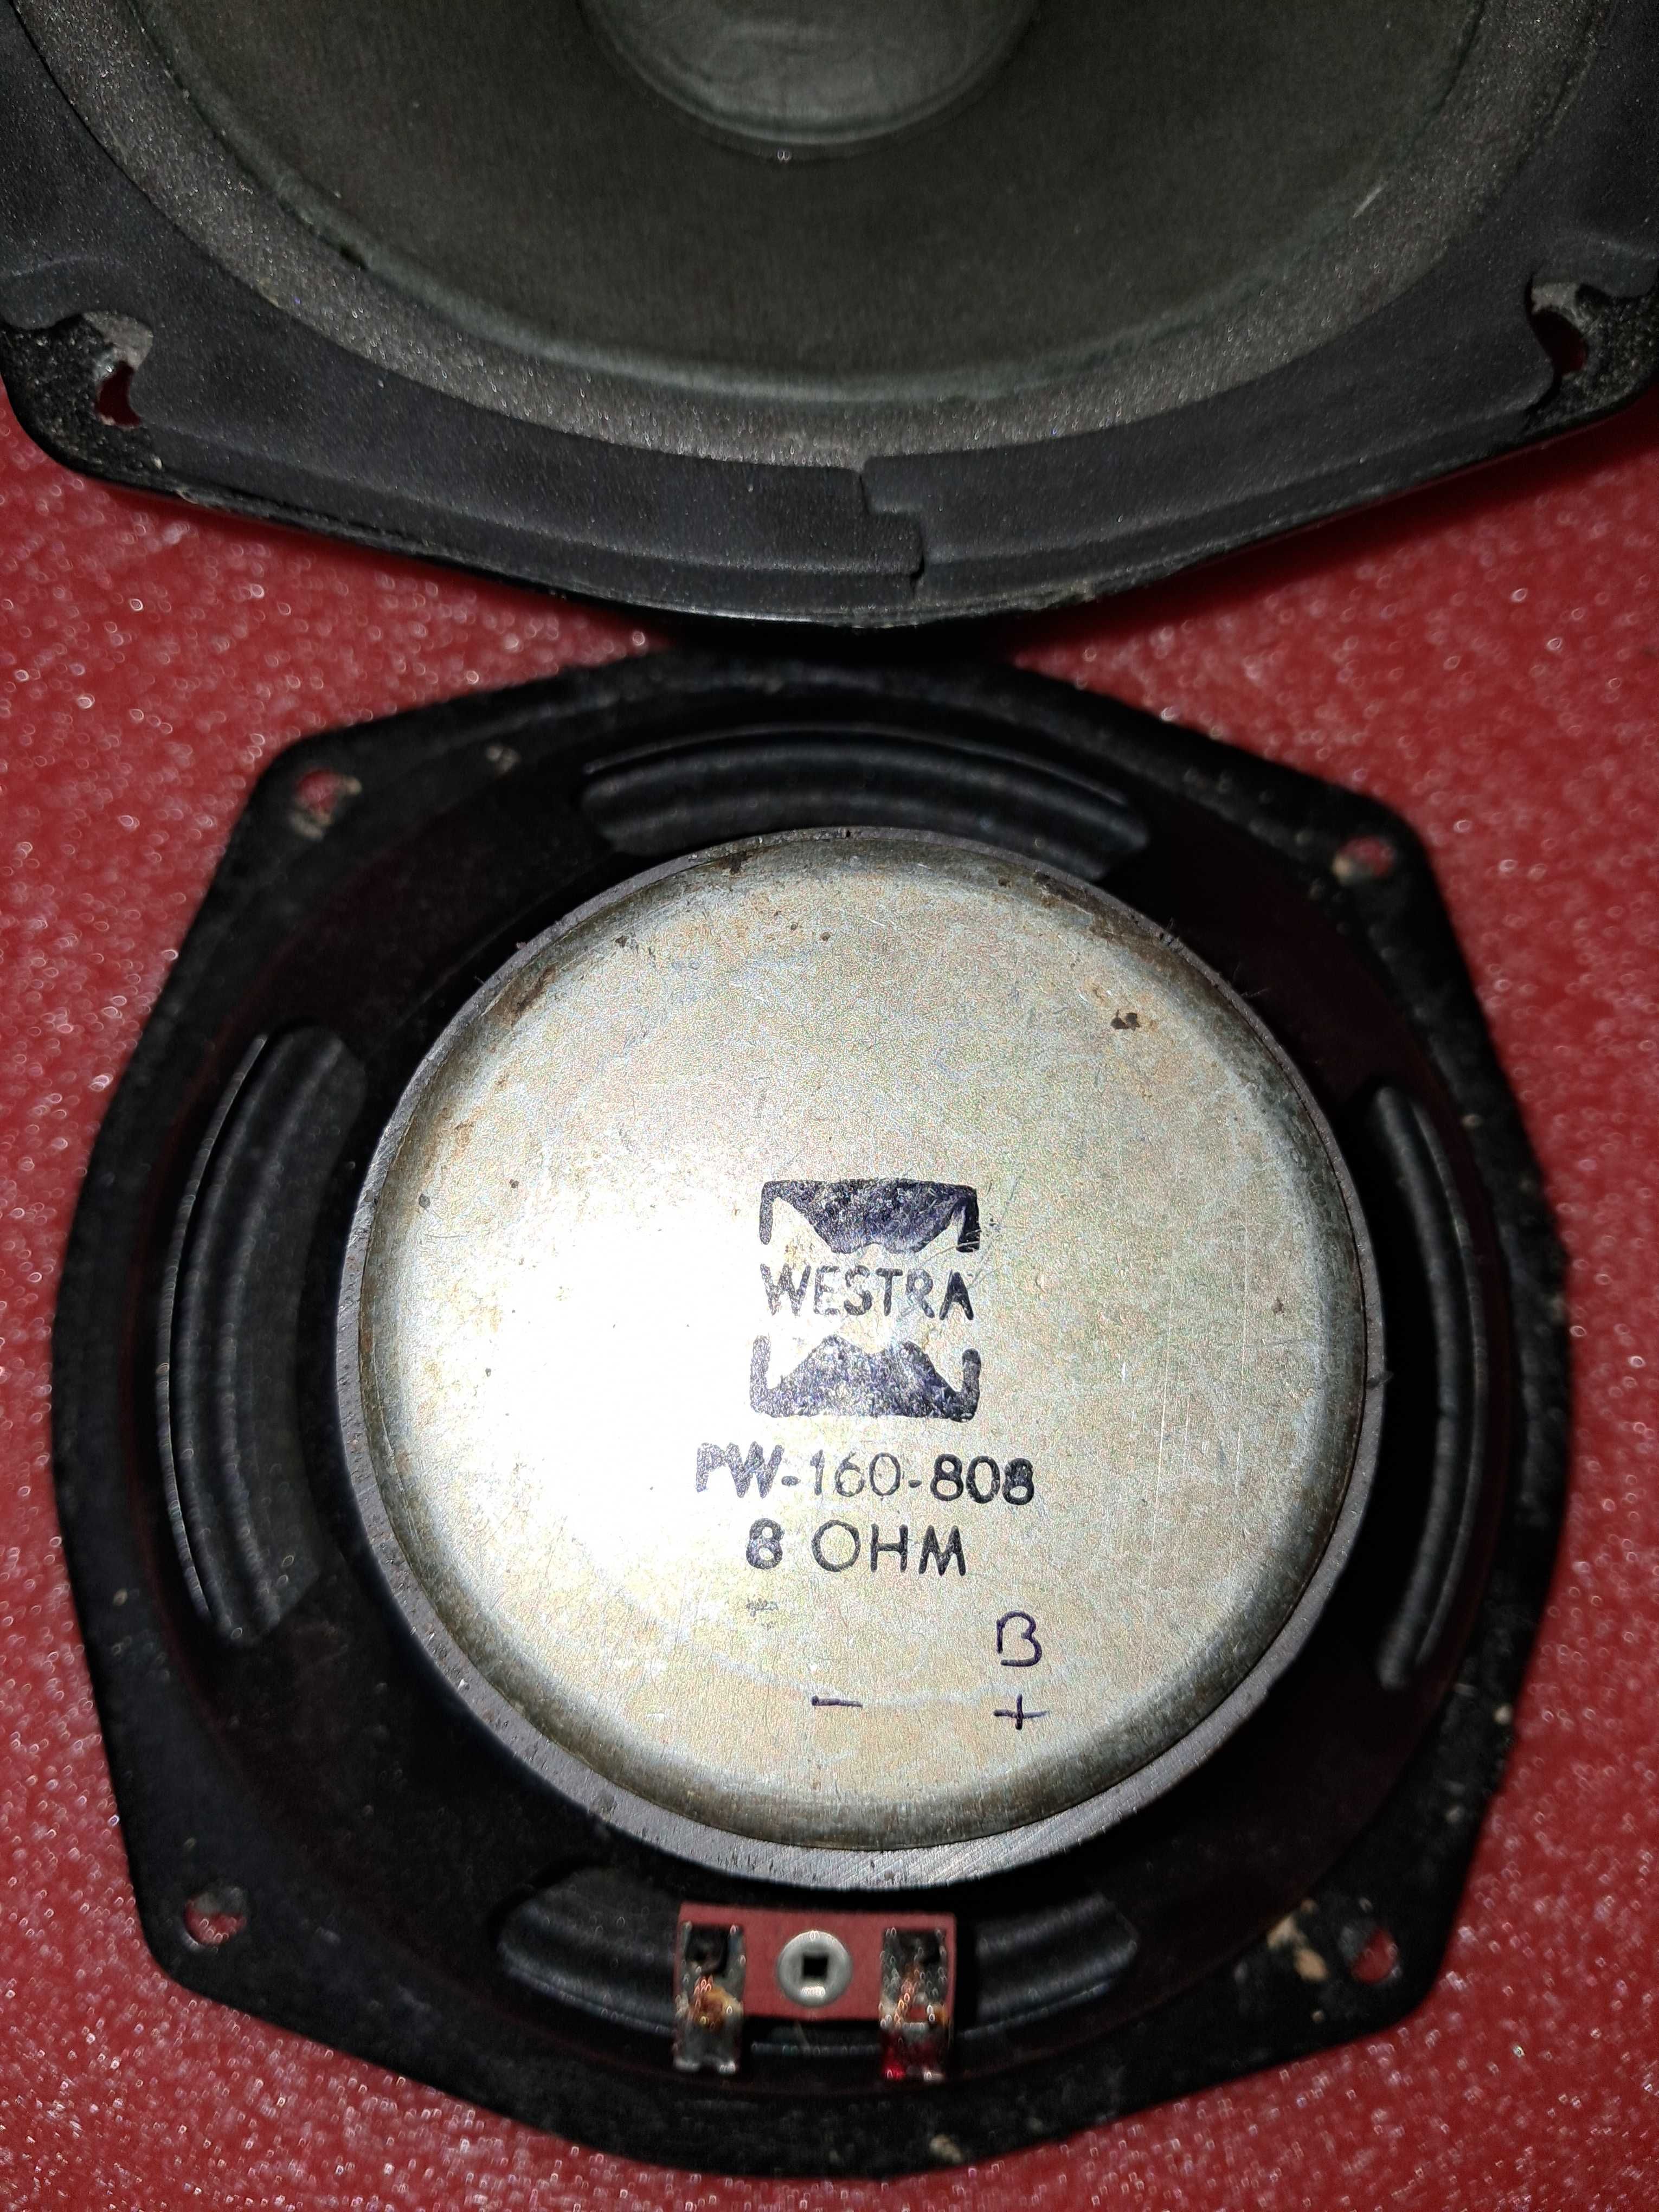 WESTRA
PW-160-808
8 OHM
B
- +